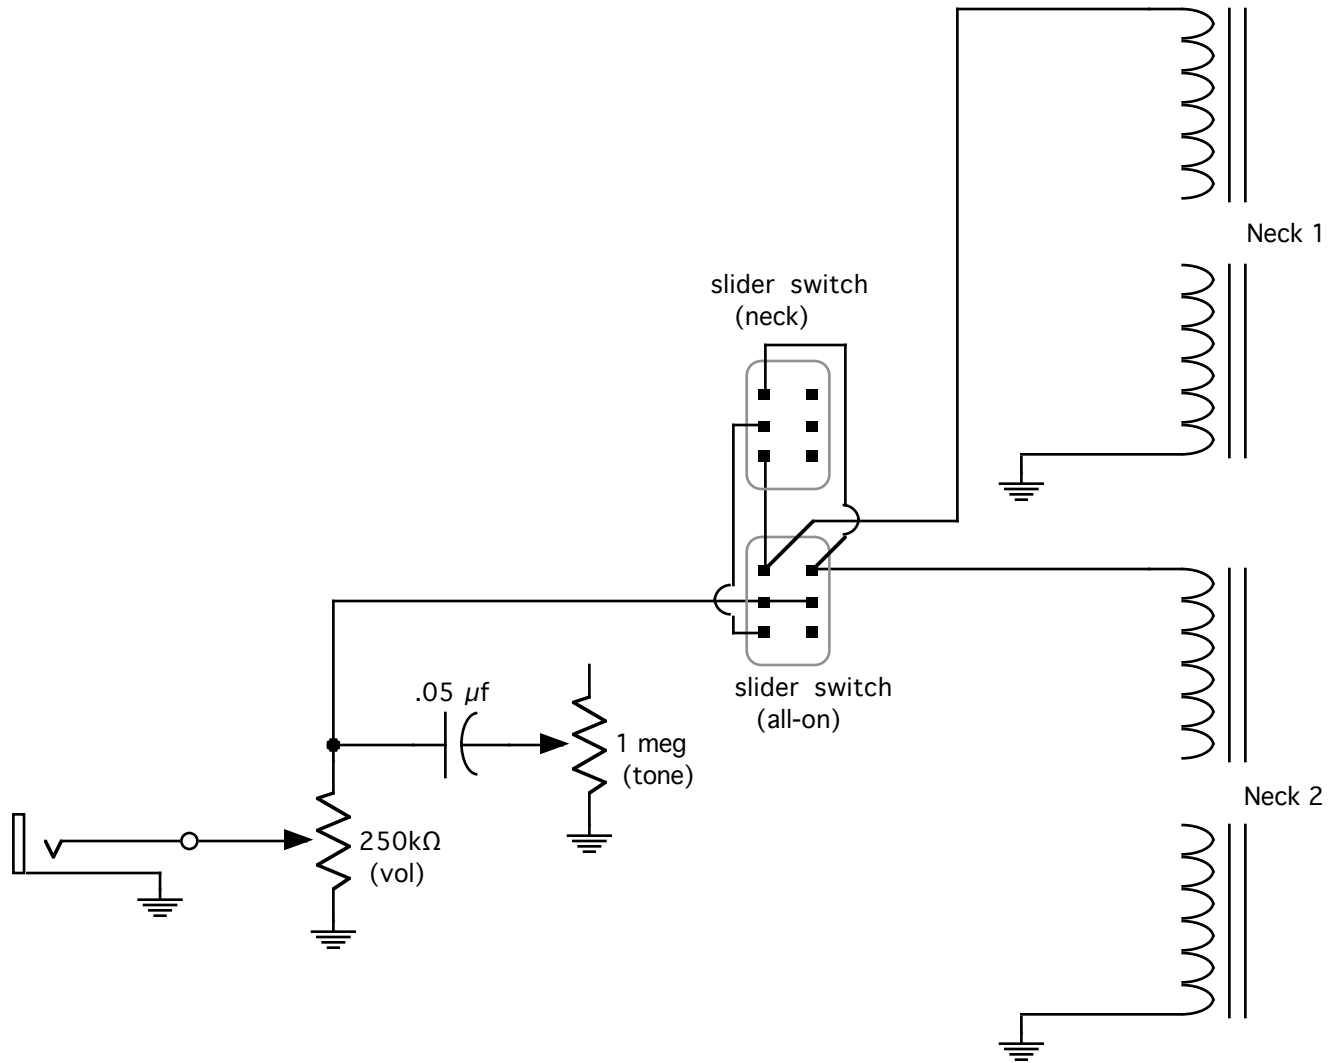 Neck 1
slider switch
(neck)
slider switch
(all-on)
.05 µf
1 meg
(tone)
Neck 2
250kΩ
(vol)